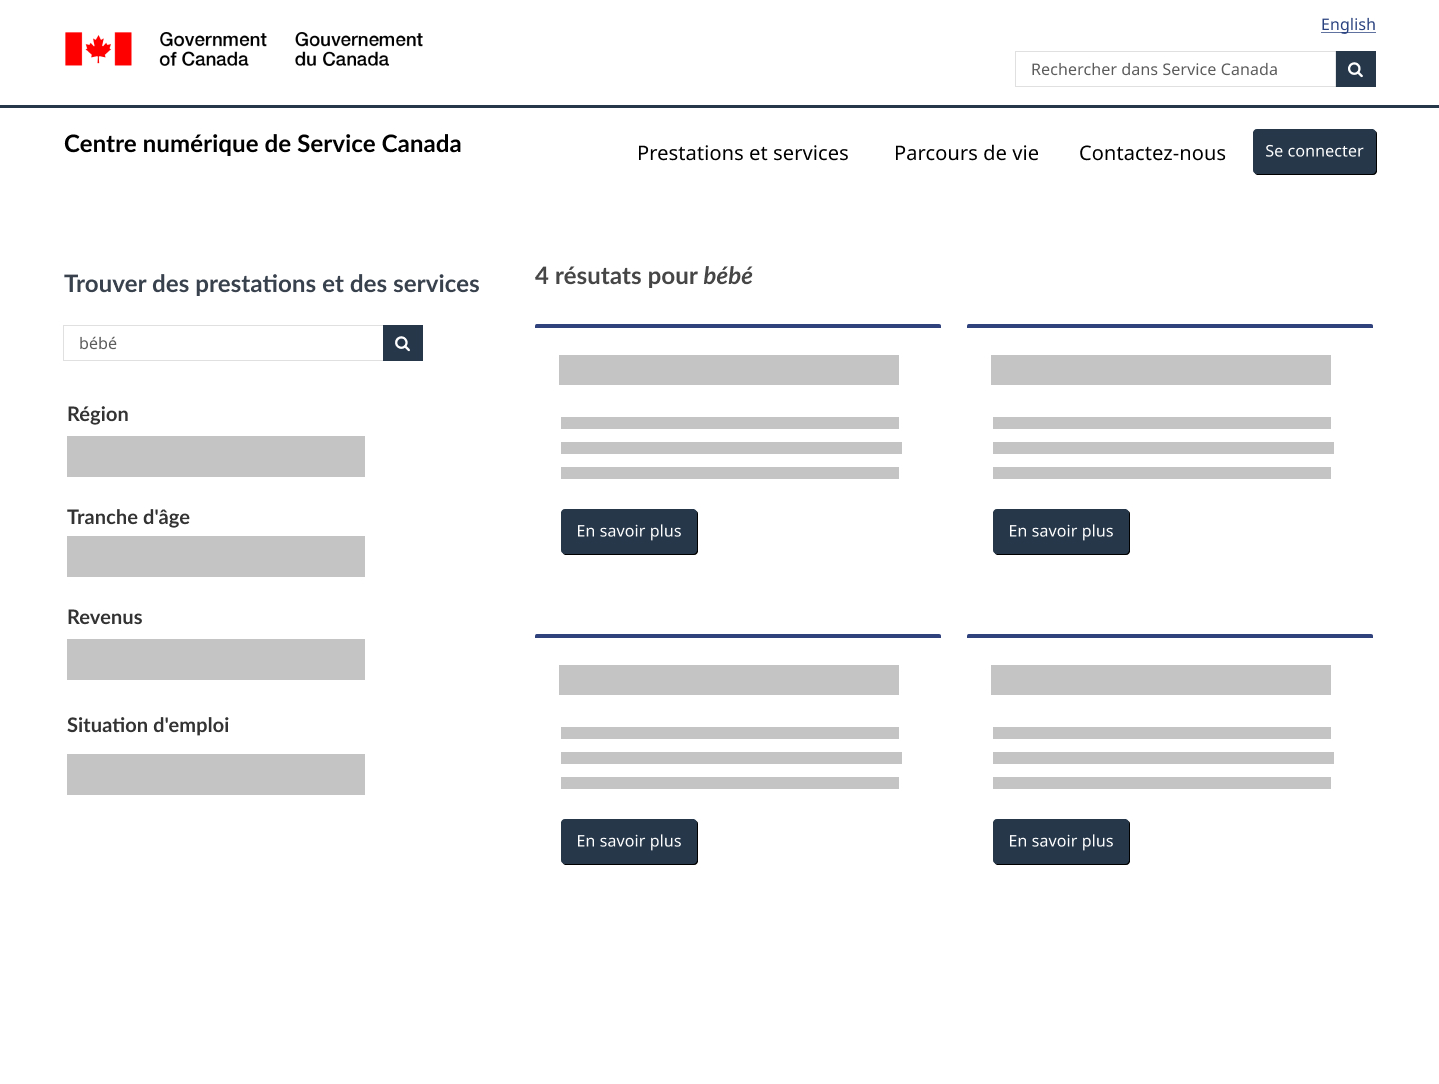 Government
of Canada
Gouvernement
du Canada
English
Rechercher dans Service Canada
Centre numérique de Service Canada
Prestations et services
Parcours de vie
Contactez-nous
Se connecter
Trouver des prestations et des services
bébé
Région
Tranche d'âge
Revenus
Situation d'emploi
4 résutats pour bébé
En savoir plus
En savoir plus
En savoir plus
En savoir plus